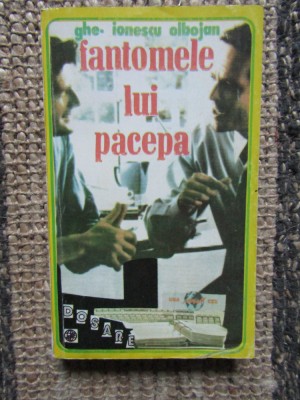 ghe- ionescu olbojan
fantomele
lui
pacepa
DOSARE